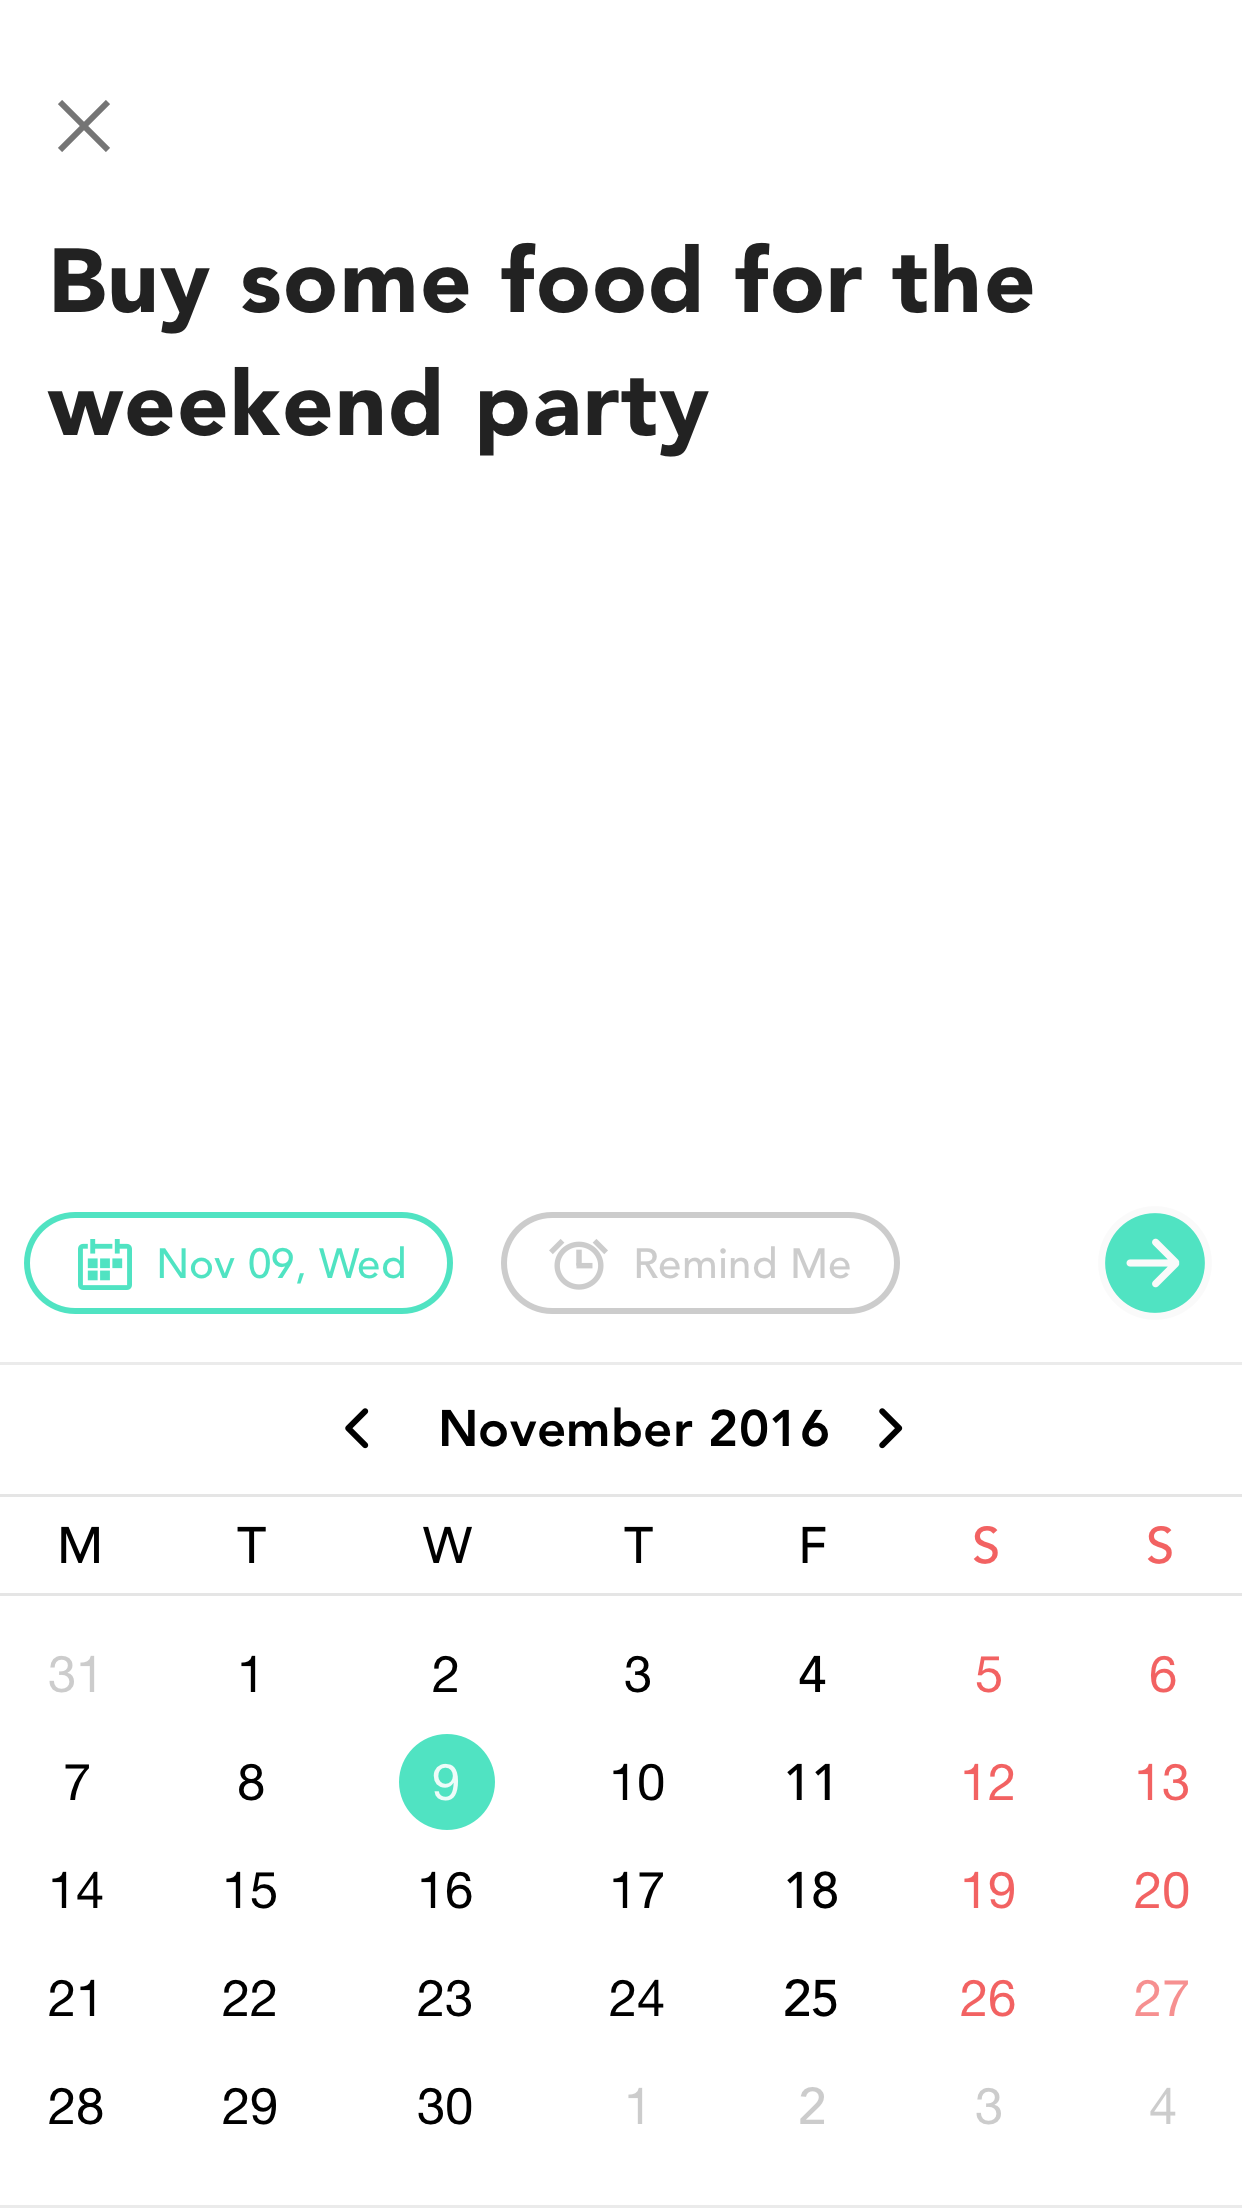 Buy some food for the
weekend party
Nov 09, Wed Remind Me
November 2016
M T W T F S S
31 1 2 3 4 5 6
7 8 9 10 11 12 13
14 15 16 17 18 19 20
21 22 23 24 25 26 27
28 29 30 1 2 3 4